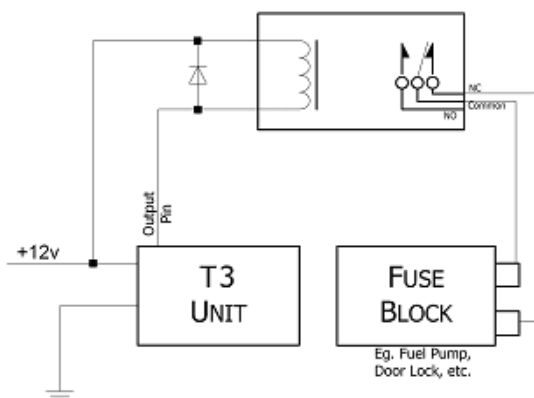 NC
Common
NO
Output
Pin
+12v
T3
UNIT
FUSE
BLOCK
Eg. Fuel Pump,
Door Lock, etc.